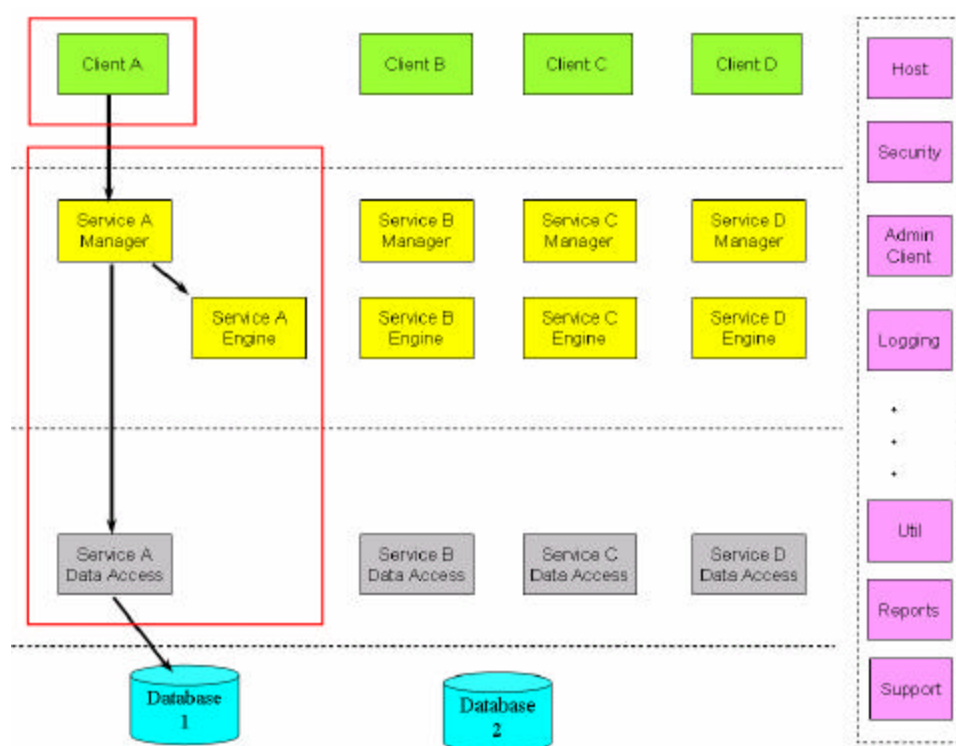 Client A
Client B
Client C
Client D
Host
Security
Service A
Manager
Service B
Manager
Service C
Manager
Service D
Manager
Admin
Client
Service A
Engine
Service B
Engine
Service C
Engine
Service D
Engine
Logging
Service A
Data Access
Service B
Data Access
Service C
Data Access
Service D
Data Access
Util
Reports
Database
1
Database
2
Support